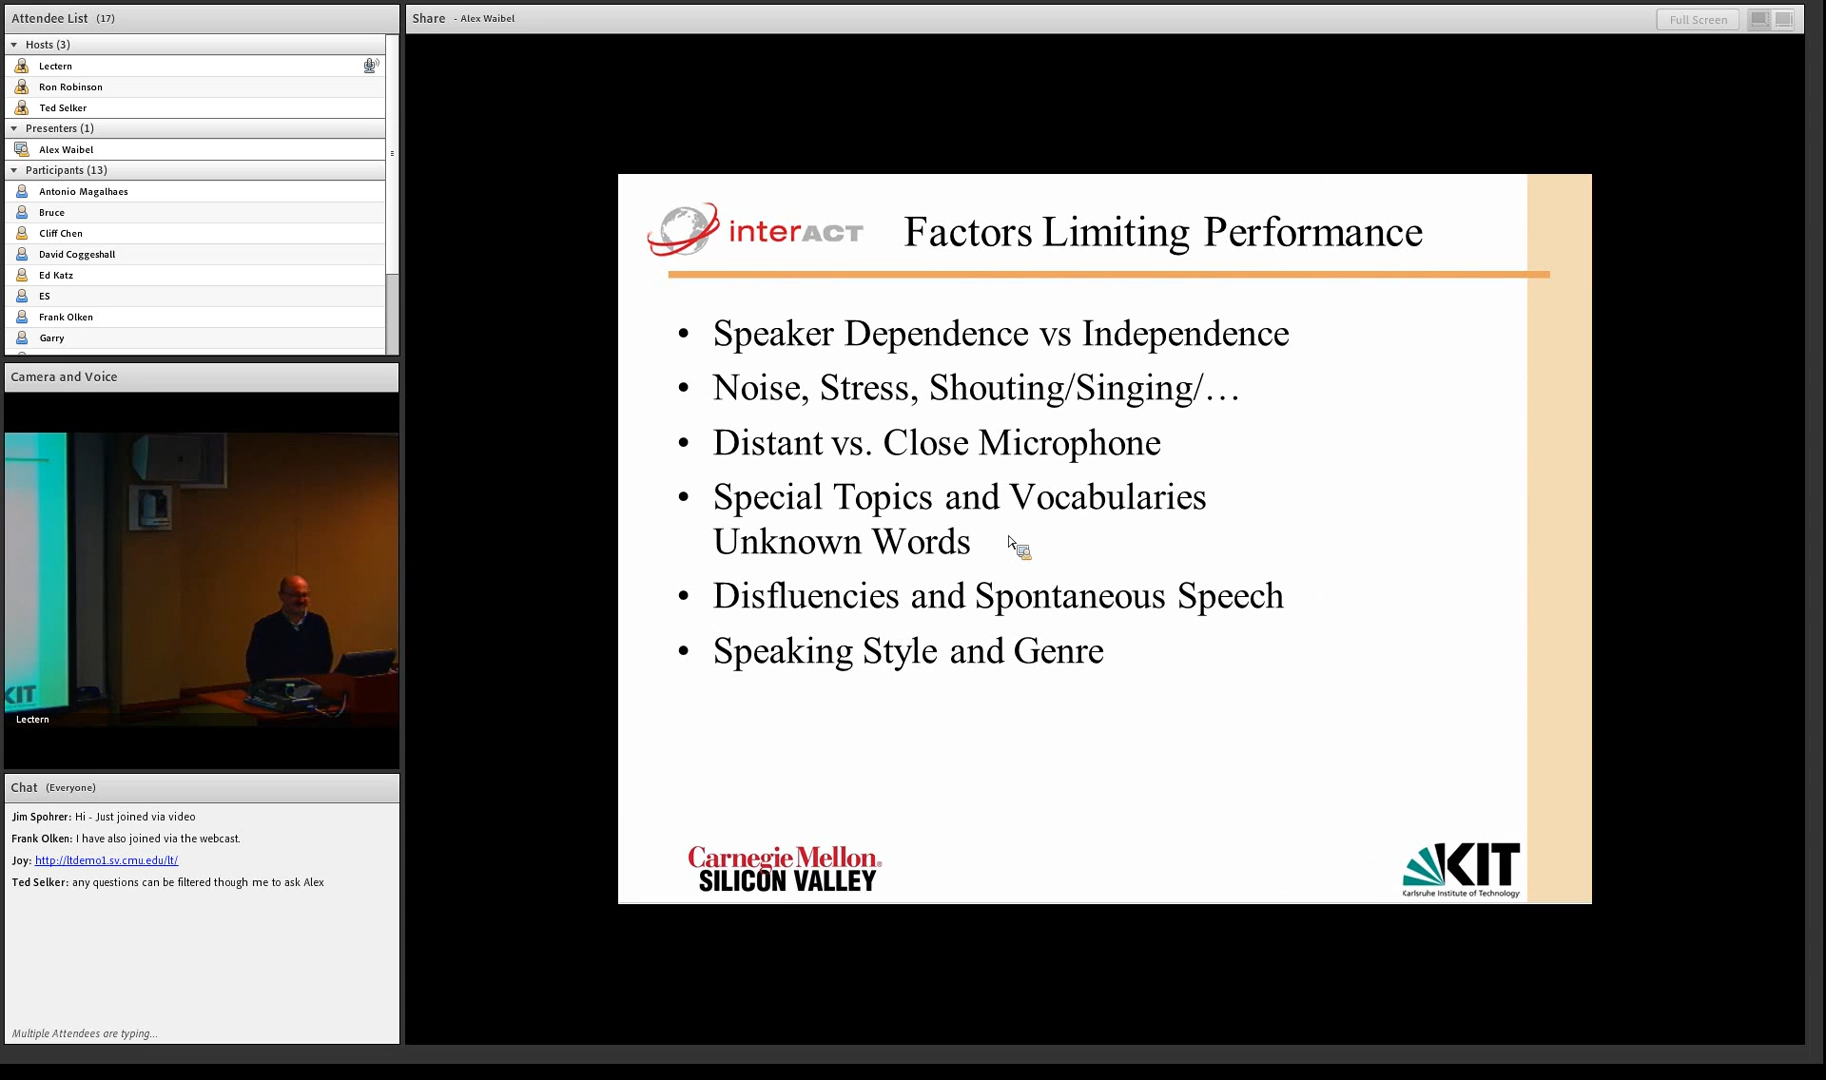 Attendee List (17)
Hosts (3)
Lectern
Ron Robinson
Ted Selker
Presenters (1)
Alex Waibel
Participants (13)
Antonio Magalhaes
Bruce
Cliff Chen
David Coggeshall
Ed Katz
ES
Frank Olken
Garry
Camera and Voice
KIT
Lectern
Chat (Everyone)
Jim Spohrer: Hi - Just joined via video
Frank Olken: I have also joined via the webcast.
Joy: http://ltdemo1.sv.cmu.edu/lt/
Ted Selker: any questions can be filtered though me to ask Alex
Multiple Attendees are typing...
Share - Alex Waibel
Full Screen
interACT
Factors Limiting Performance
• Speaker Dependence vs Independence
• Noise, Stress, Shouting/Singing/…
• Distant vs. Close Microphone
• Special Topics and Vocabularies
Unknown Words
• Disfluencies and Spontaneous Speech
• Speaking Style and Genre
Carnegie Mellon®
SILICON VALLEY
KIT
Karlsruhe Institute of Technology